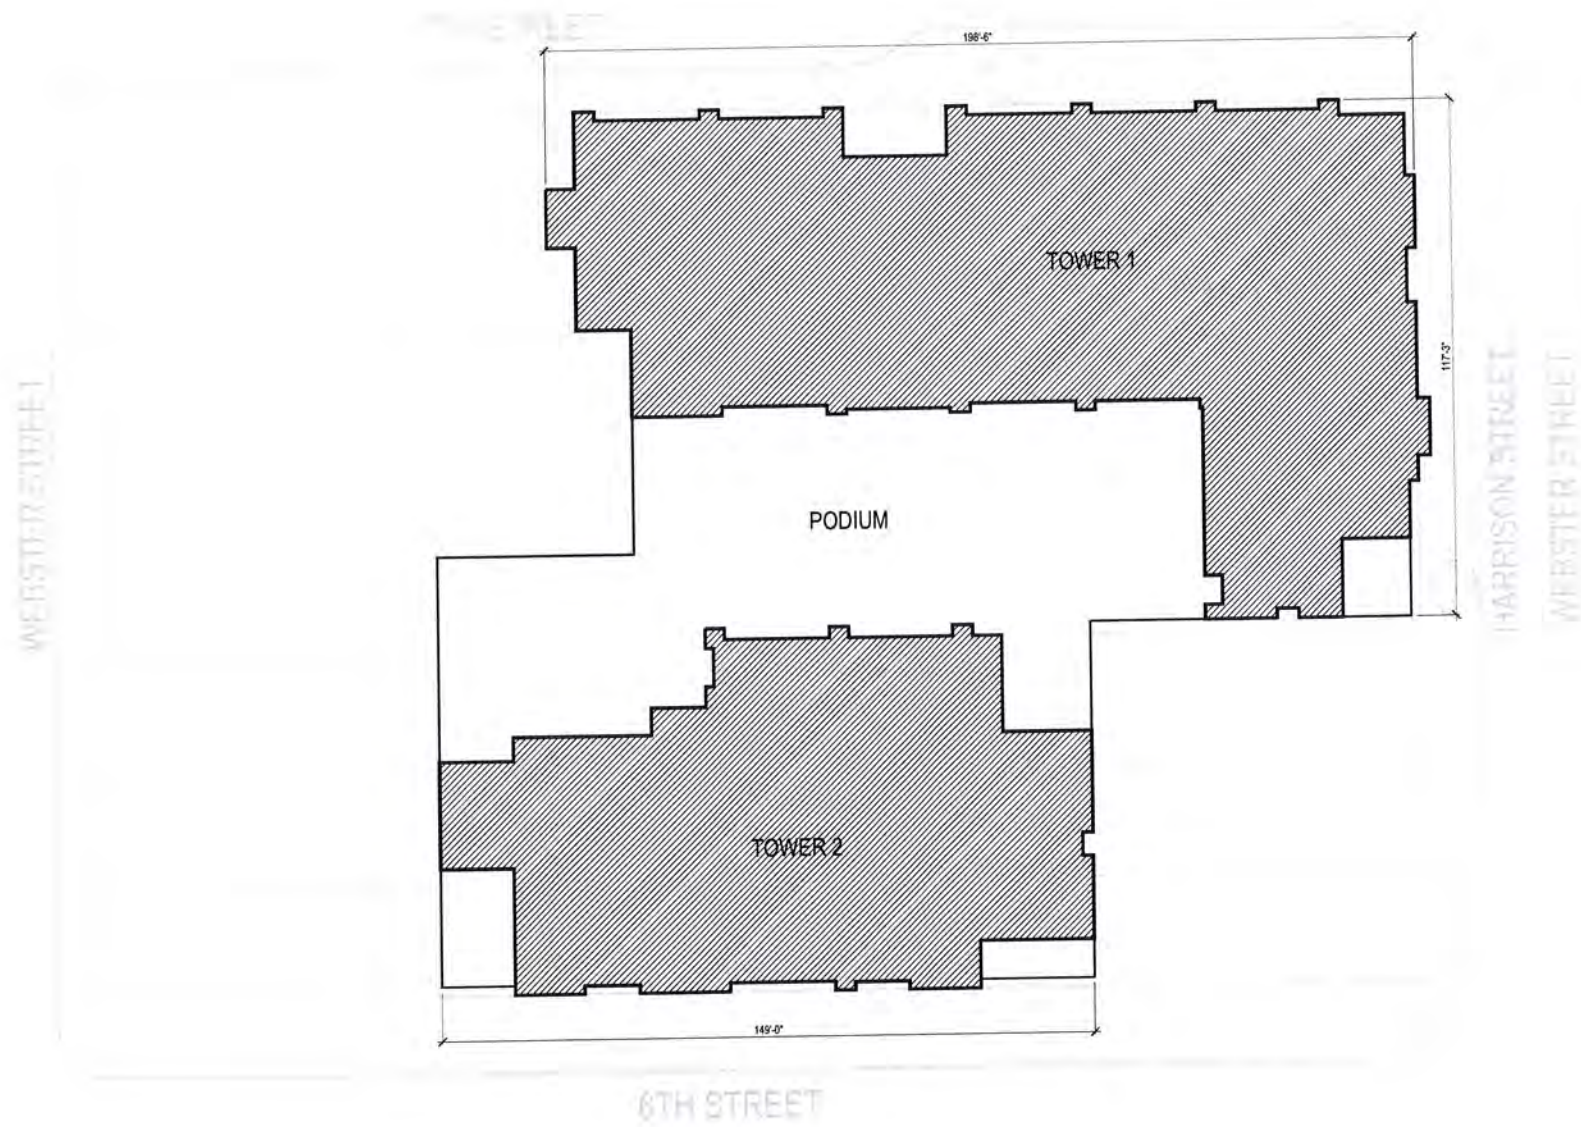 198'-6"
TOWER 1
117'-3"
WEBSTER STREET
HARRISON STREET
WEBSTER STREET
PODIUM
TOWER 2
149'-0"
6TH STREET